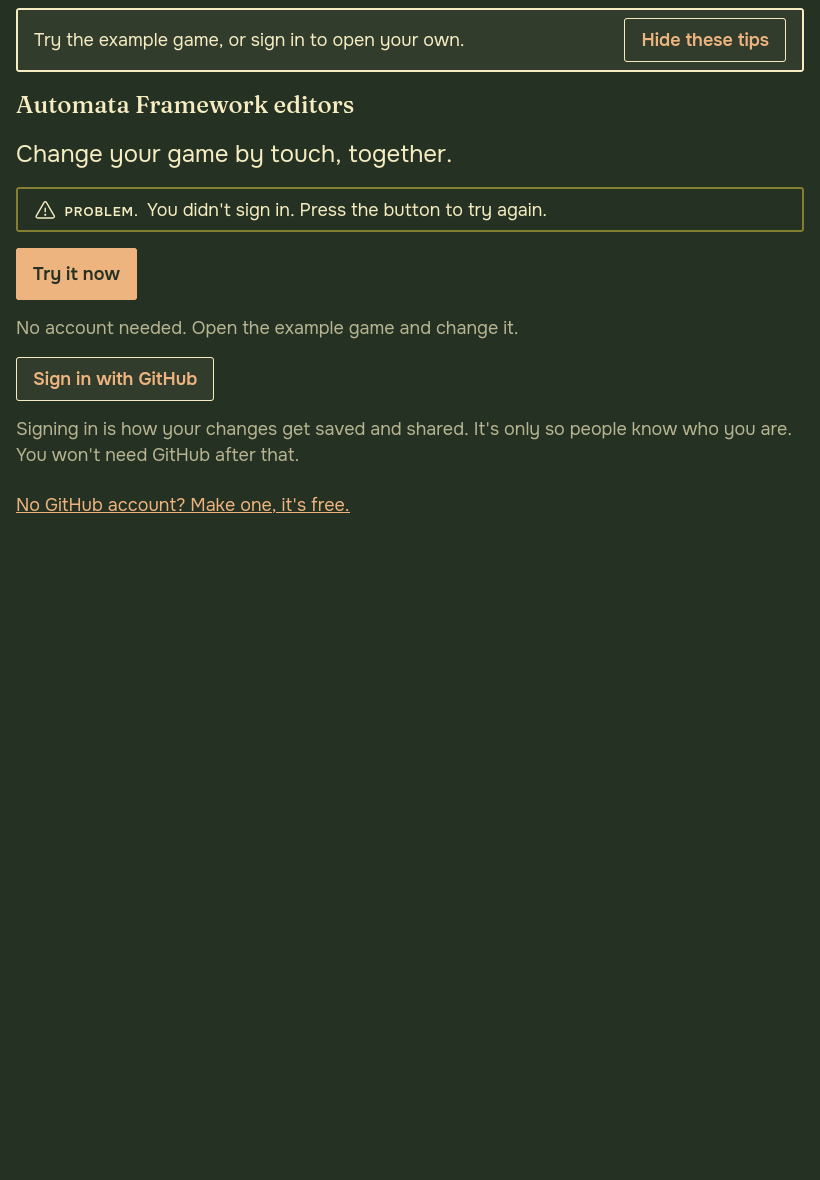 Try the example game, or sign in to open your own.
Hide these tips
Automata Framework editors
Change your game by touch, together.
PROBLEM. You didn't sign in. Press the button to try again.
Try it now
No account needed. Open the example game and change it.
Sign in with GitHub
Signing in is how your changes get saved and shared. It's only so people know who you are.
You won't need GitHub after that.
No GitHub account? Make one, it's free.